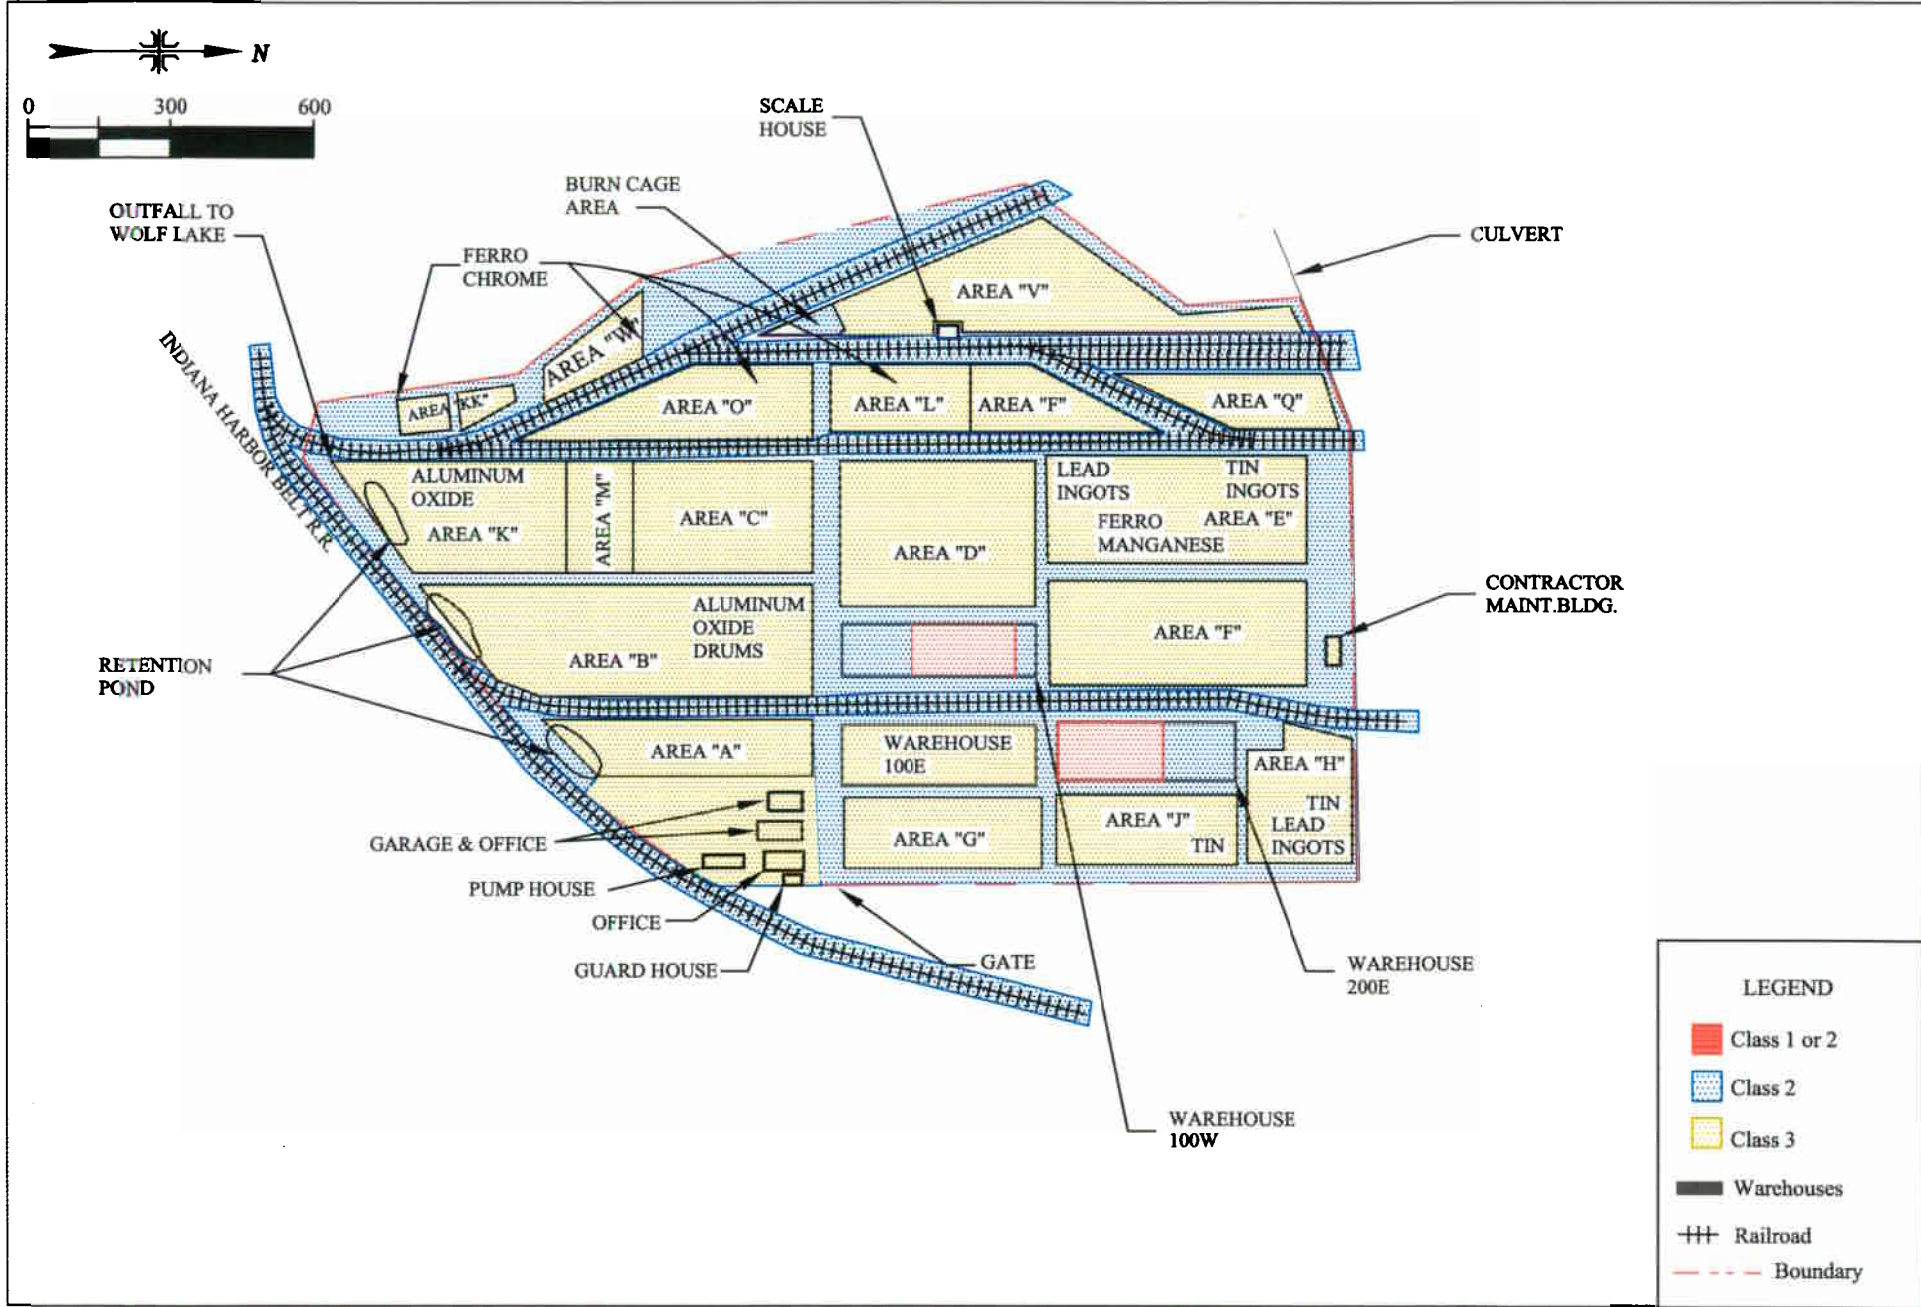 N
0 300 600
SCALE
HOUSE
BURN CAGE
AREA
OUTFALL TO
WOLF LAKE
FERRO
CHROME
CULVERT
AREA "V"
AREA "W"
INDIANA HARBOR BELT R.R.
AREA "KK"
AREA "O"
AREA "L"
AREA "F"
AREA "Q"
ALUMINUM
OXIDE
AREA "K"
AREA "M"
AREA "C"
AREA "D"
LEAD
INGOTS
TIN
INGOTS
FERRO
MANGANESE
AREA "E"
CONTRACTOR
MAINT.BLDG.
ALUMINUM
OXIDE
DRUMS
AREA "B"
AREA "F"
RETENTION
POND
AREA "A"
WAREHOUSE
100E
AREA "H"
TIN
LEAD
INGOTS
AREA "G"
AREA "J"
TIN
GARAGE & OFFICE
PUMP HOUSE
OFFICE
GUARD HOUSE
GATE
WAREHOUSE
200E
WAREHOUSE
100W
LEGEND
Class 1 or 2
Class 2
Class 3
Warehouses
Railroad
Boundary